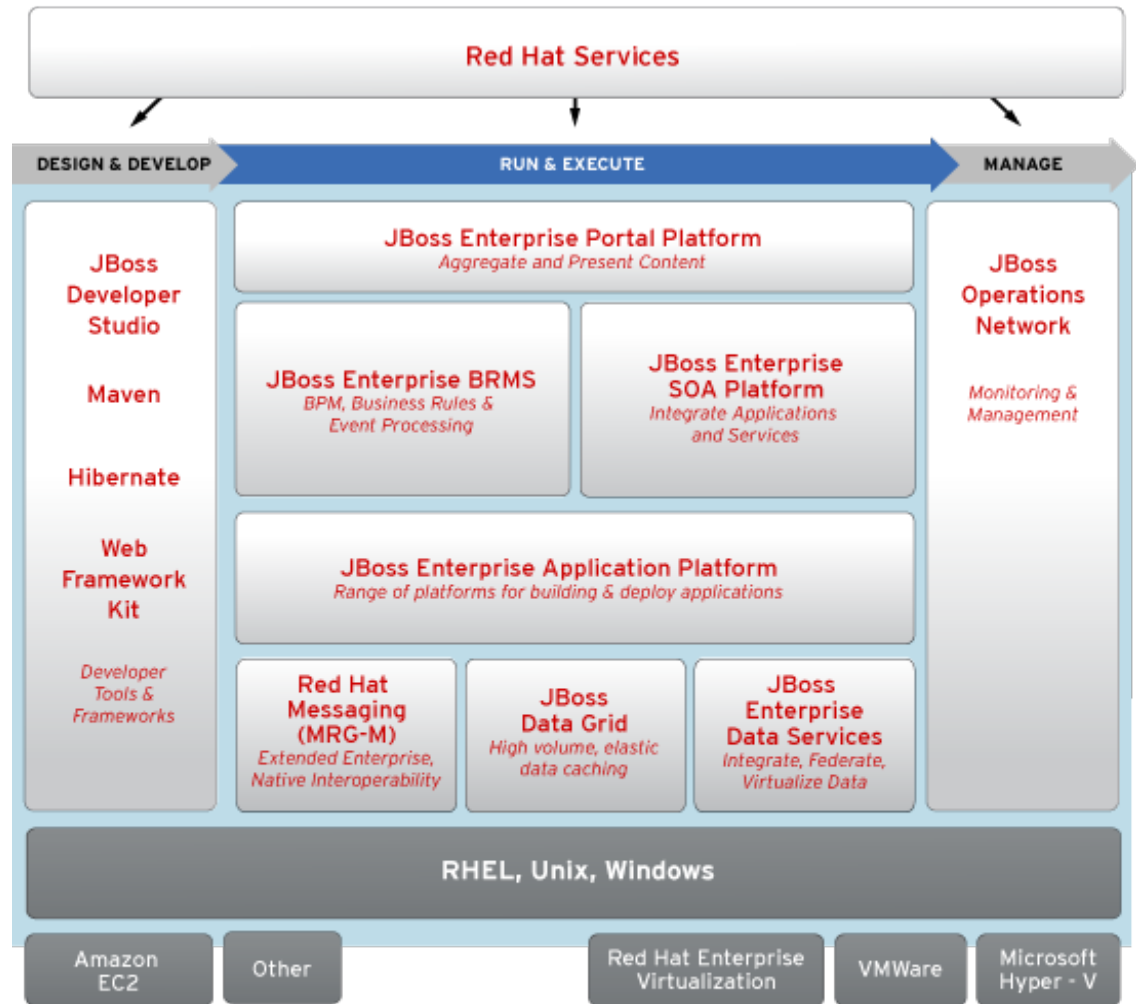 Red Hat Services
DESIGN & DEVELOP
RUN & EXECUTE
MANAGE
JBoss
Developer
Studio
Maven
Hibernate
Web
Framework
Kit
Developer
Tools &
Frameworks
JBoss Enterprise Portal Platform
Aggregate and Present Content
JBoss Enterprise BRMS
BPM, Business Rules &
Event Processing
JBoss Enterprise
SOA Platform
Integrate Applications
and Services
JBoss Enterprise Application Platform
Range of platforms for building & deploy applications
Red Hat
Messaging
(MRG-M)
Extended Enterprise,
Native Interoperability
JBoss
Data Grid
High volume, elastic
data caching
JBoss
Enterprise
Data Services
Integrate, Federate,
Virtualize Data
JBoss
Operations
Network
Monitoring &
Management
RHEL, Unix, Windows
Amazon
EC2
Other
Red Hat Enterprise
Virtualization
VMWare
Microsoft
Hyper - V